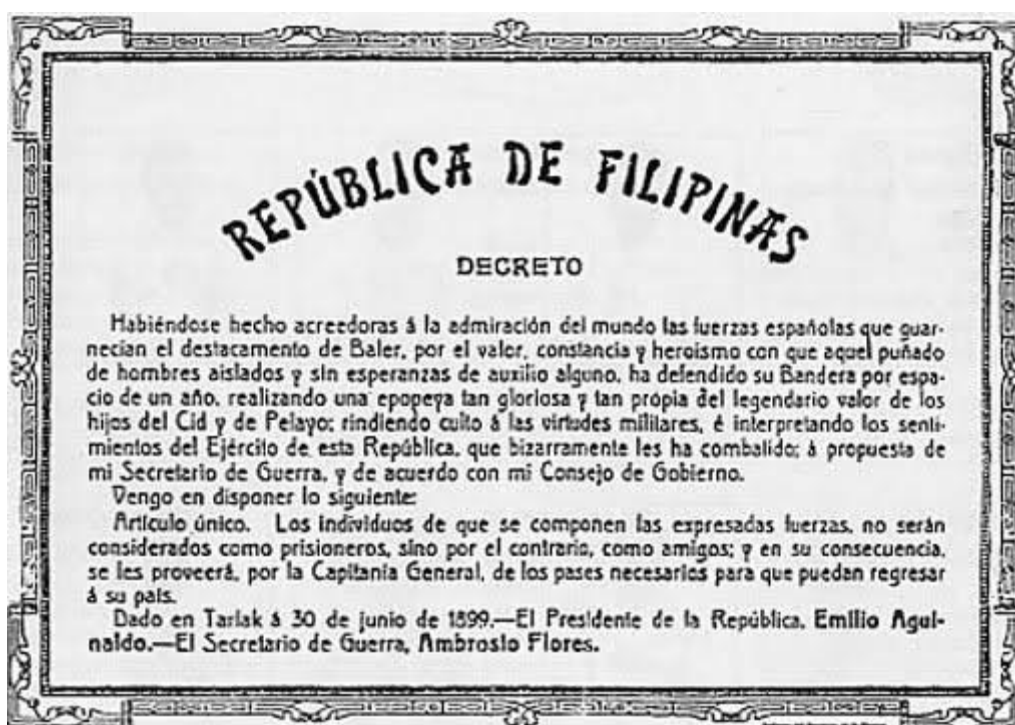 REPÚBLICA DE FILIPINAS
DECRETO
Habiéndose hecho acreedoras á la admiración del mundo las fuerzas españolas que guar-
necían el destacamento de Baler, por el valor, constancia y heroismo con que aquel puñado
de hombres aislados y sin esperanzas de auxilio alguno, ha defendido su Bandera por espa-
cio de un año, realizando una epopeya tan gloriosa y tan propia del legendario valor de los
hijos del Cid y de Pelayo; rindiendo culto á las virtudes militares, é interpretando los senti-
mientos del Ejército de esta República, que bizarramente les ha combatido; á propuesta de
mi Secretario de Guerra, y de acuerdo con mi Consejo de Gobierno.
Vengo en disponer lo siguiente:
Artículo único. Los individuos de que se componen las expresadas fuerzas, no serán
considerados como prisioneros, sino por el contrario, como amigos; y en su consecuencia,
se les proveerá, por la Capitanía General, de los pases necesarios para que puedan regresar
á su país.
Dado en Tarlak á 30 de junio de 1899.—El Presidente de la República, Emilio Agui-
naldo.—El Secretario de Guerra, Ambrosio Flores.